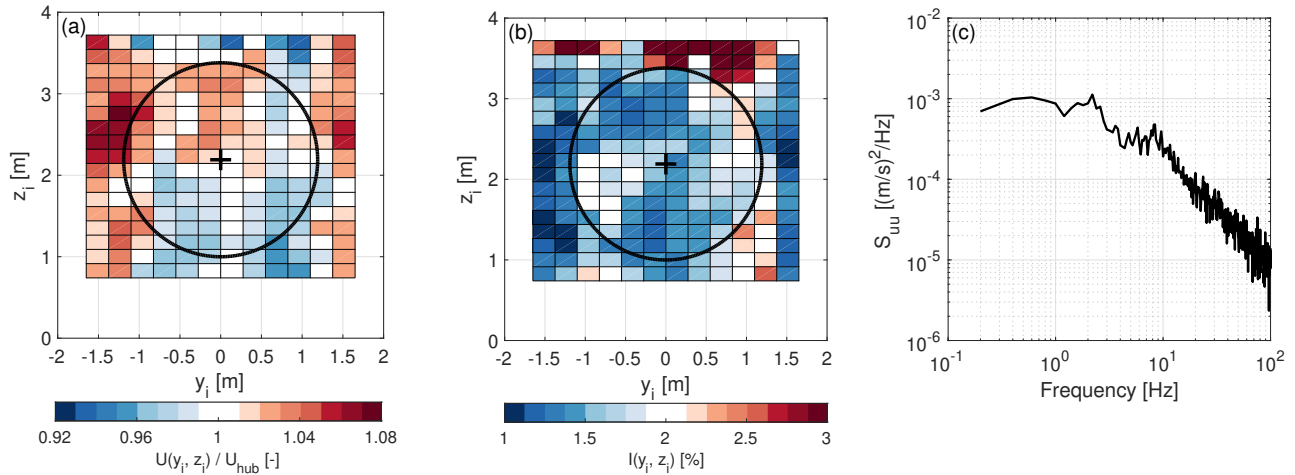 (a)
4
3
2
1
0
z_i [m]
-2 -1.5 -1 -0.5 0 0.5 1 1.5 2
y_i [m]
0.92 0.96 1 1.04 1.08
U(y_i, z_i) / U_hub [-]
(b)
4
3
2
1
0
z_i [m]
-2 -1.5 -1 -0.5 0 0.5 1 1.5 2
y_i [m]
1 1.5 2 2.5 3
I(y_i, z_i) [%]
(c)
10^-2
10^-3
10^-4
10^-5
10^-6
S_uu [(m/s)^2/Hz]
10^-1 10^0 10^1 10^2
Frequency [Hz]